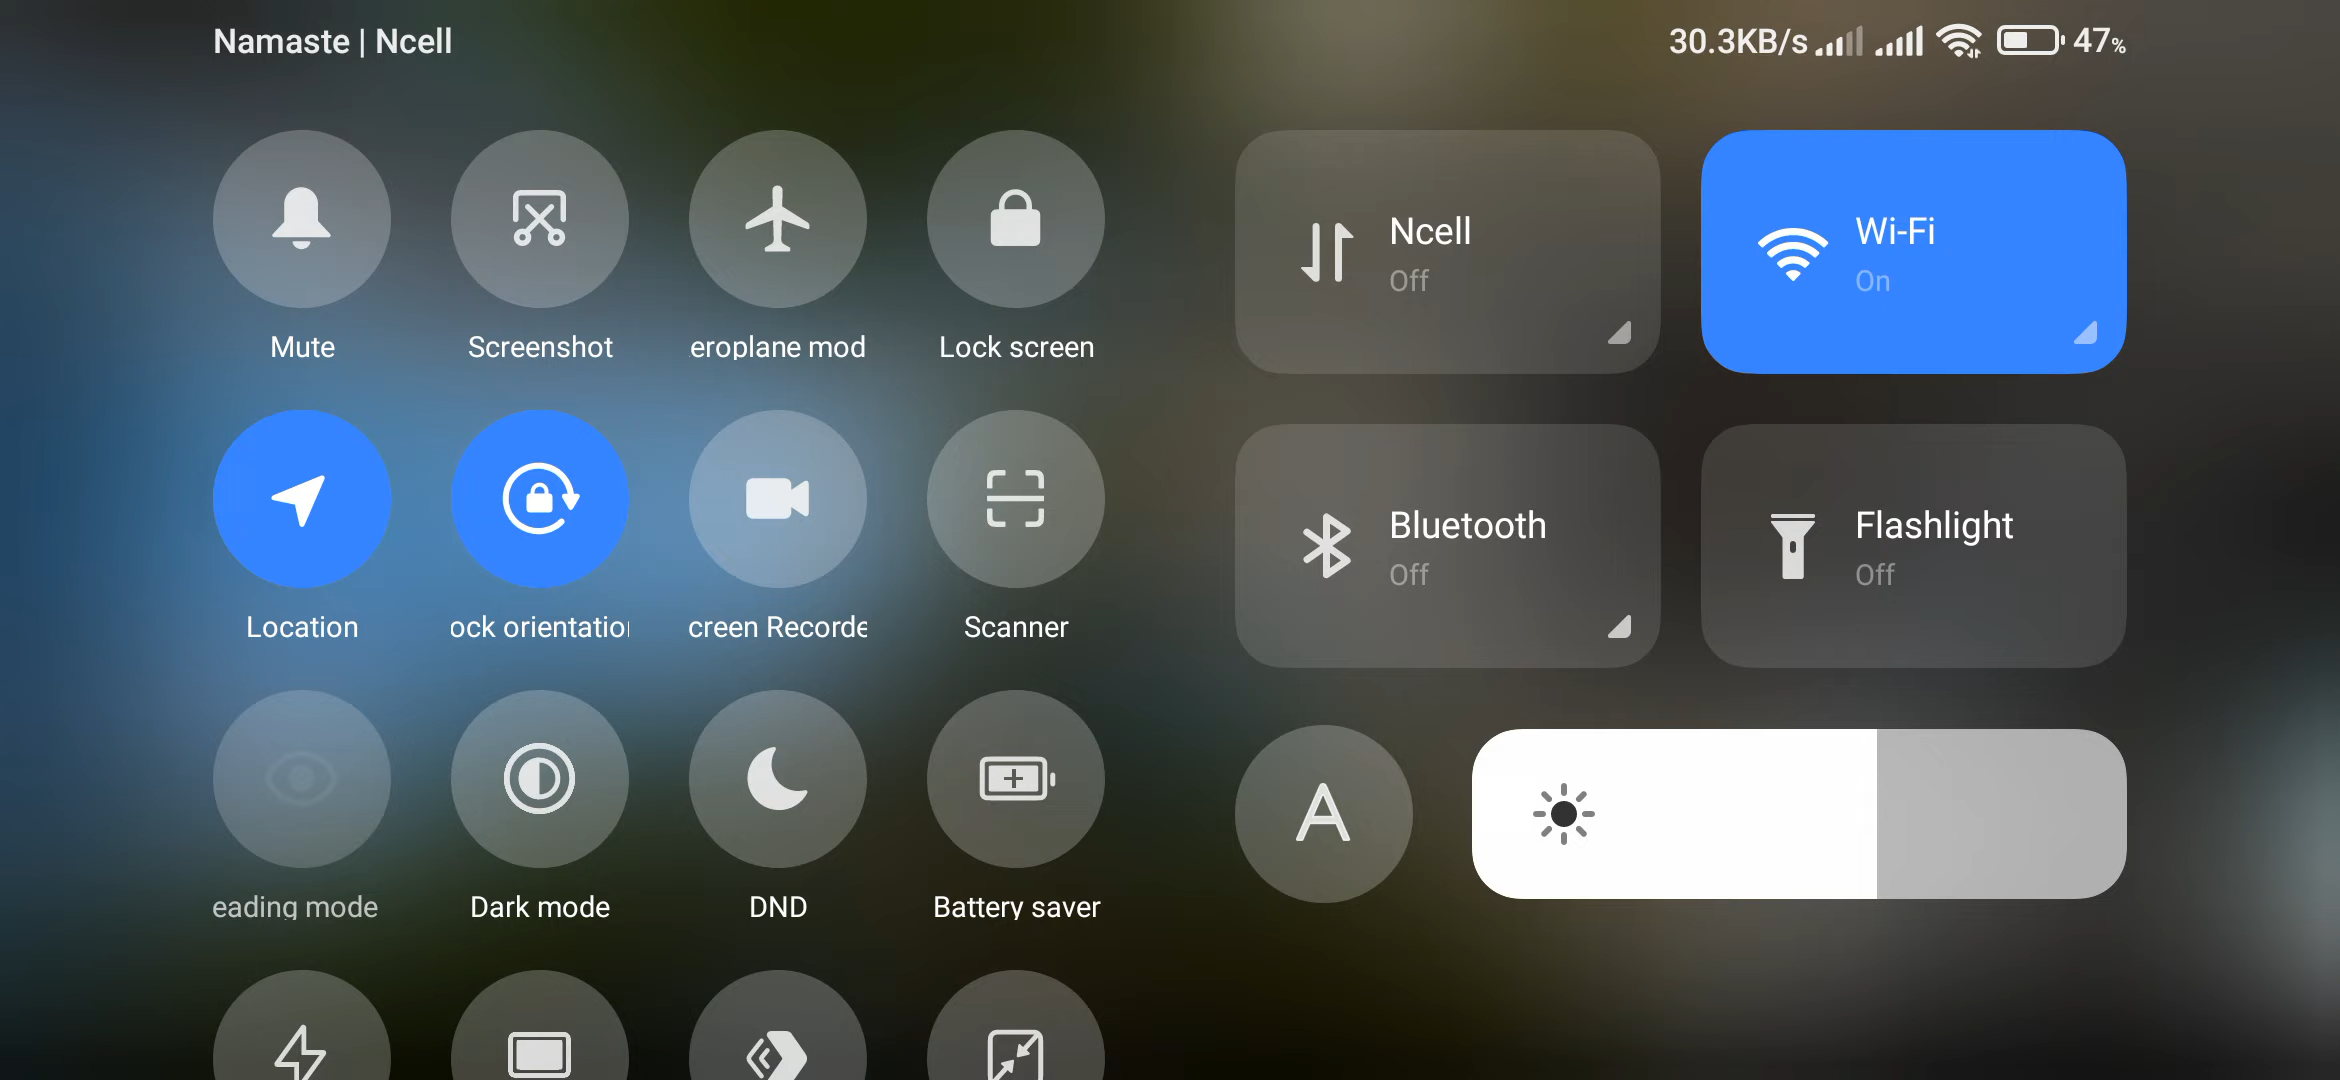 Namaste | Ncell
30.3KB/s 47%
Mute Screenshot eroplane mod Lock screen
Ncell
Off
Wi-Fi
On
Location ock orientation creen Recorde Scanner
Bluetooth
Off
Flashlight
Off
A
eading mode Dark mode DND Battery saver